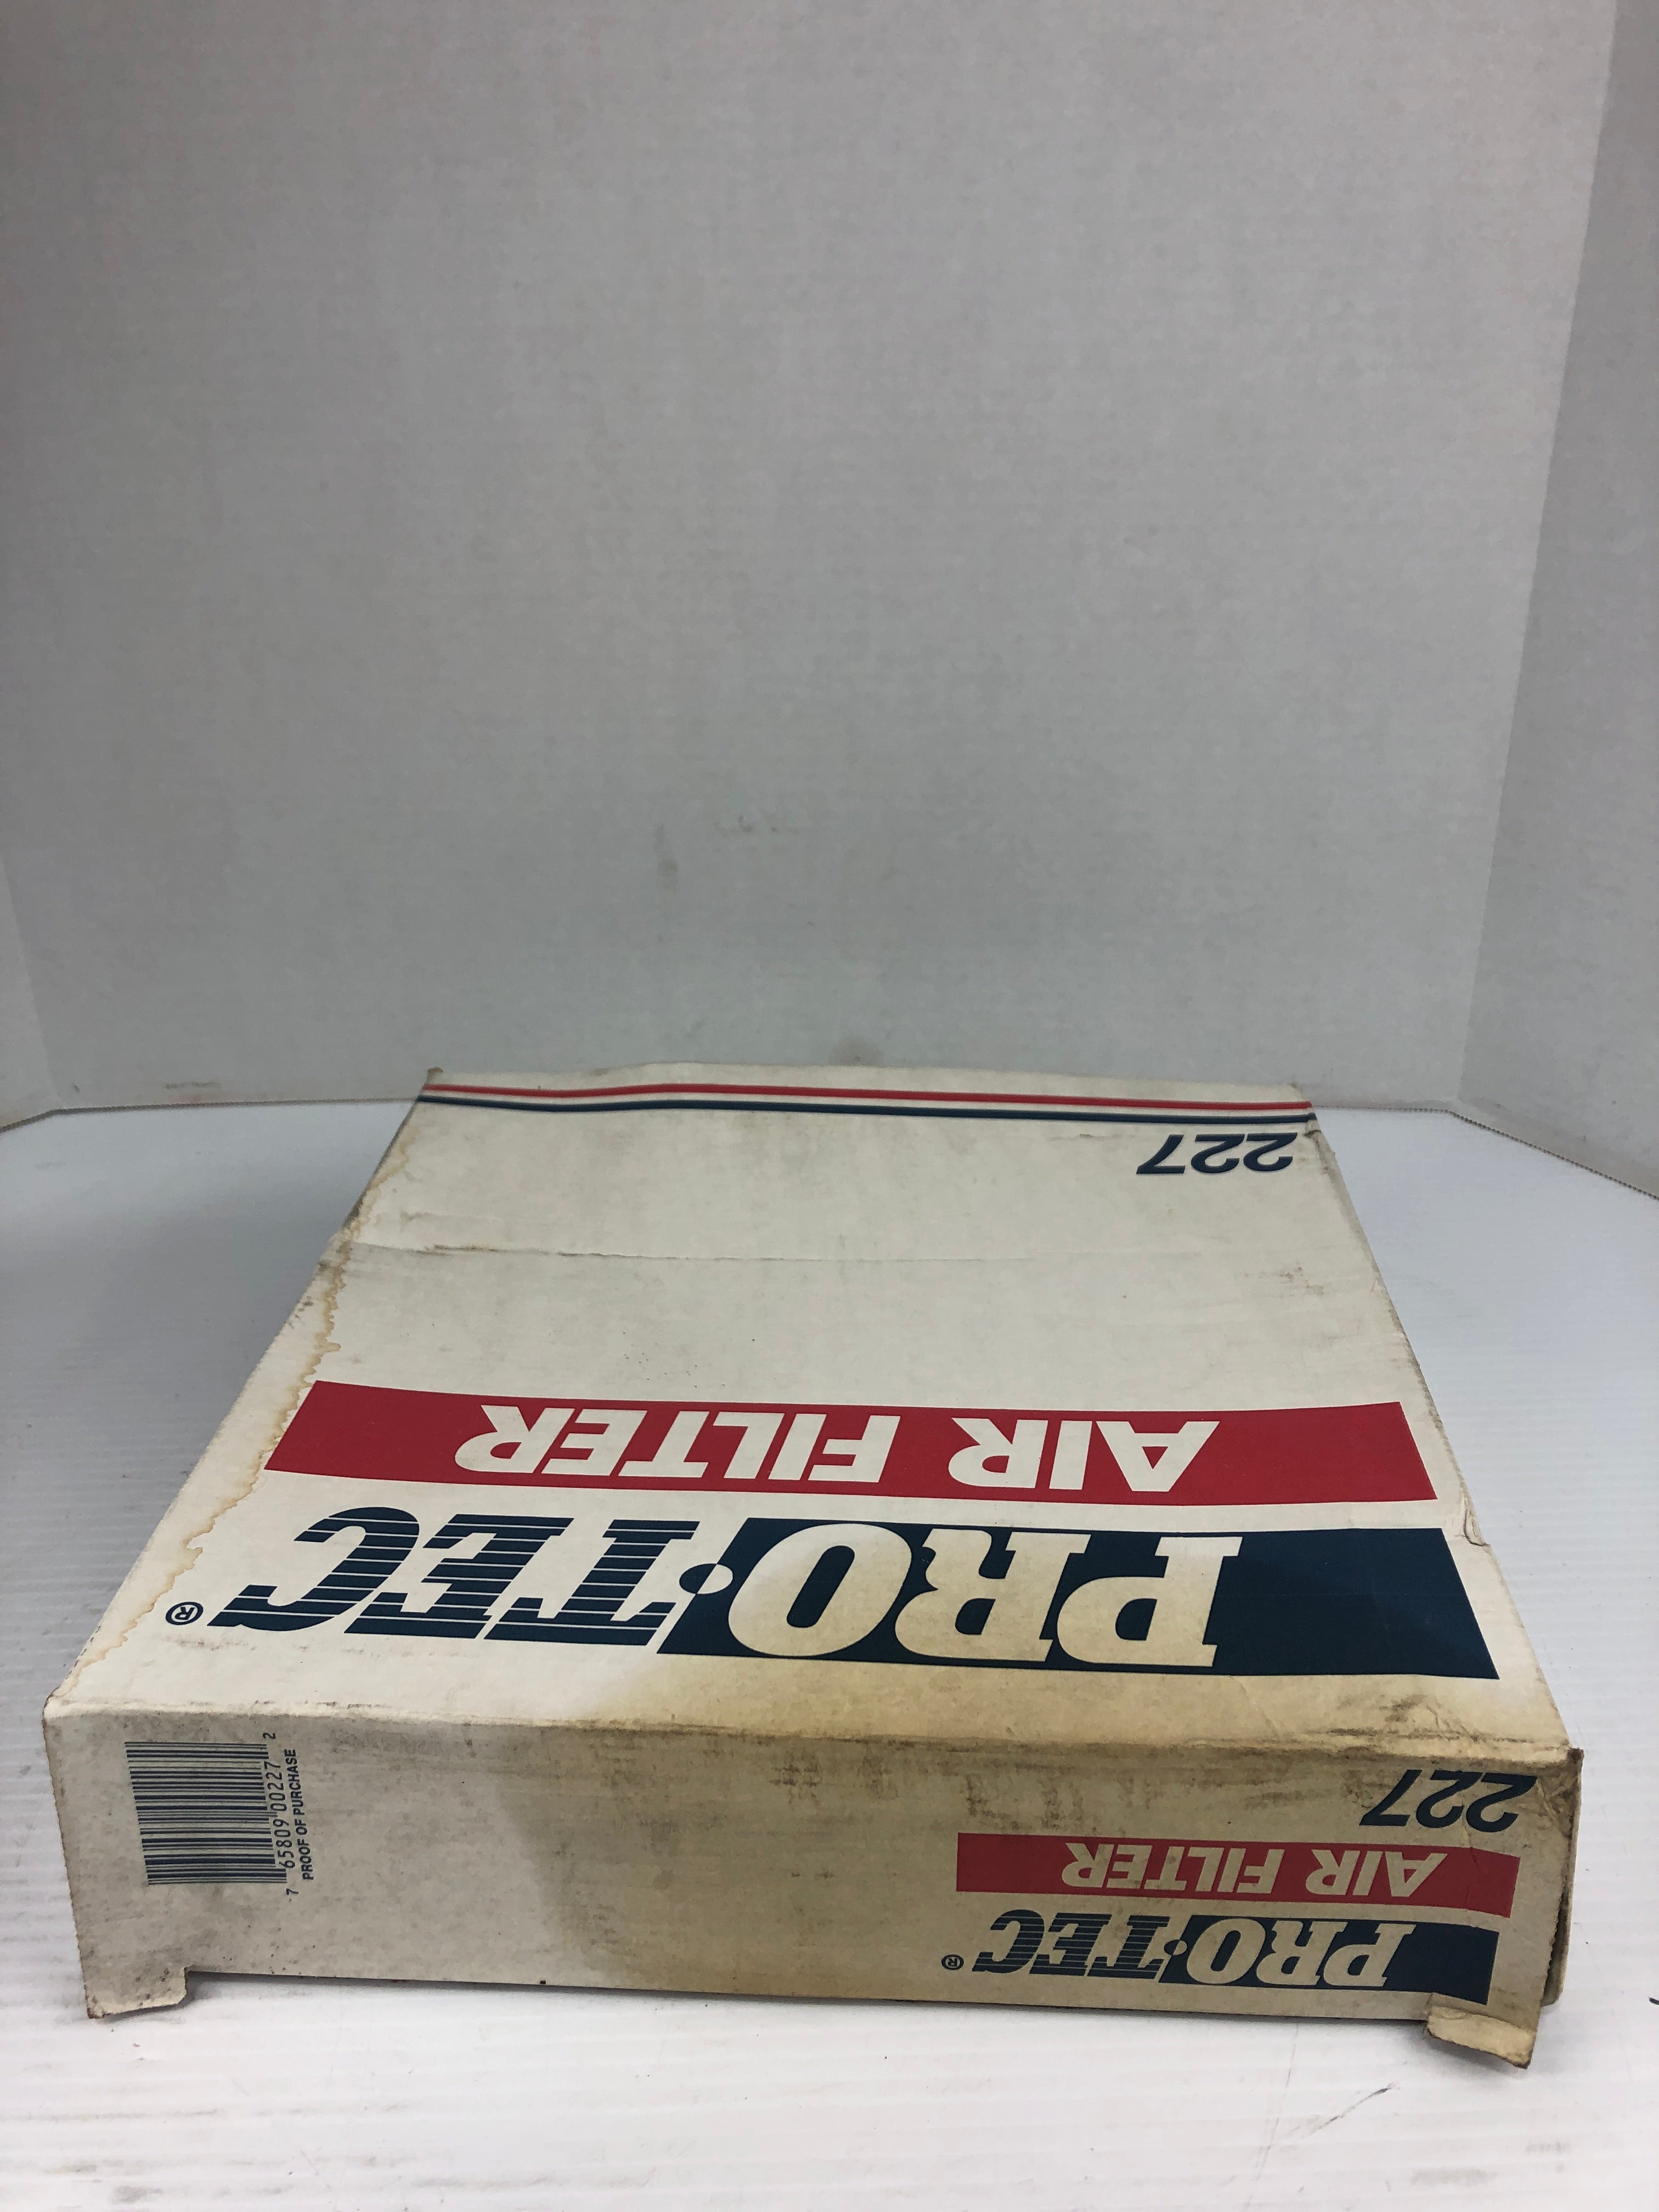 PRO·TEC®
AIR FILTER
227
PRO·TEC®
AIR FILTER
227
7 65809 00227 2
PROOF OF PURCHASE